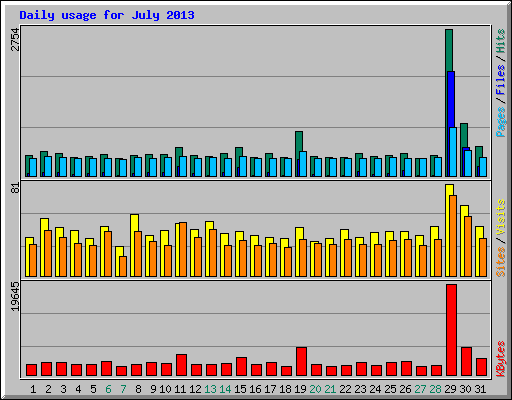 Daily usage for July 2013
2754
Pages / Files / Hits
81
Sites / Visits
19645
KBytes
1 2 3 4 5 6 7 8 9 10 11 12 13 14 15 16 17 18 19 20 21 22 23 24 25 26 27 28 29 30 31